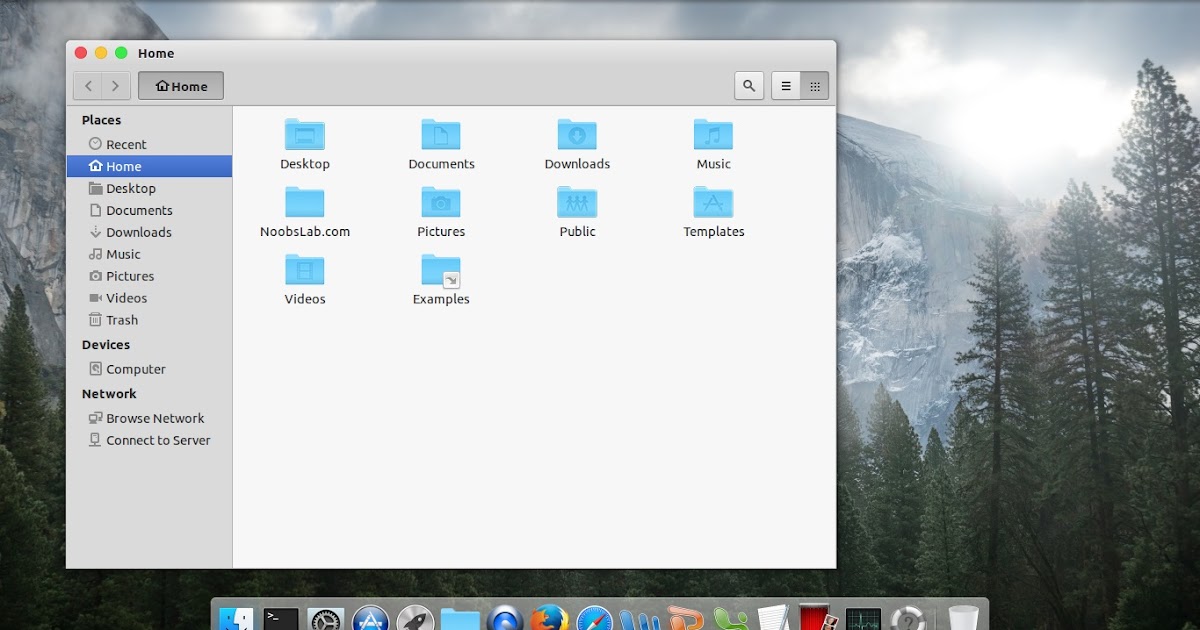 Home
Home
Places
Recent
Home
Desktop
Documents
Downloads
Music
Pictures
Videos
Trash
Devices
Computer
Network
Browse Network
Connect to Server
Desktop
Documents
Downloads
Music
NoobsLab.com
Pictures
Public
Templates
Videos
Examples
>_